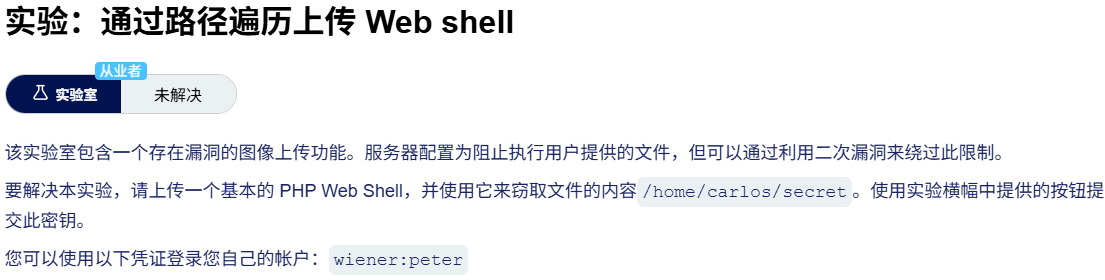 实验：通过路径遍历上传 Web shell
从业者
实验室
未解决
该实验室包含一个存在漏洞的图像上传功能。服务器配置为阻止执行用户提供的文件，但可以通过利用二次漏洞来绕过此限制。
要解决本实验，请上传一个基本的 PHP Web Shell，并使用它来窃取文件的内容 /home/carlos/secret。使用实验横幅中提供的按钮提
交此密钥。
您可以使用以下凭证登录您自己的帐户： wiener:peter